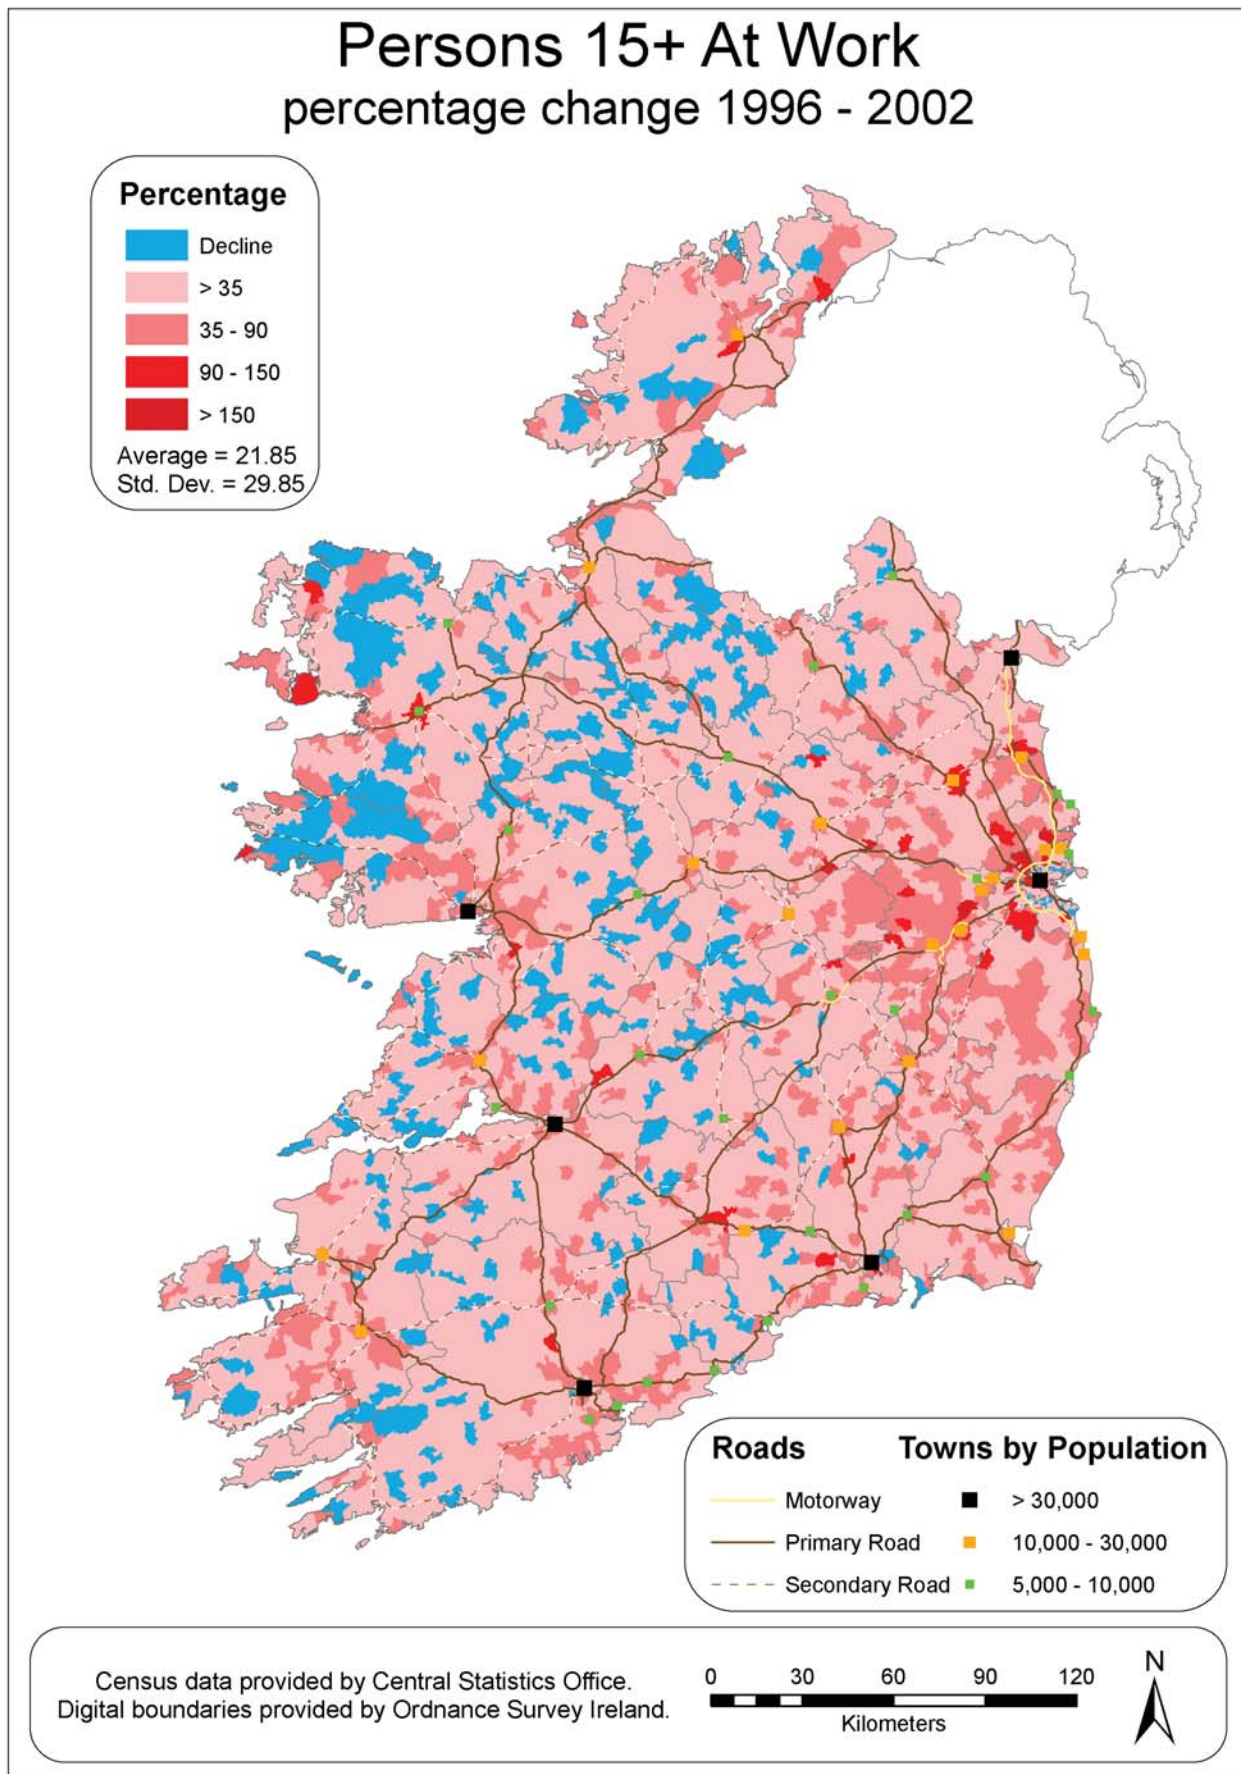 Persons 15+ At Work
percentage change 1996 - 2002
Percentage
Decline
> 35
35 - 90
90 - 150
> 150
Average = 21.85
Std. Dev. = 29.85
Roads
Motorway
Primary Road
Secondary Road
Towns by Population
> 30,000
10,000 - 30,000
5,000 - 10,000
Census data provided by Central Statistics Office.
Digital boundaries provided by Ordnance Survey Ireland.
0 30 60 90 120
Kilometers
N